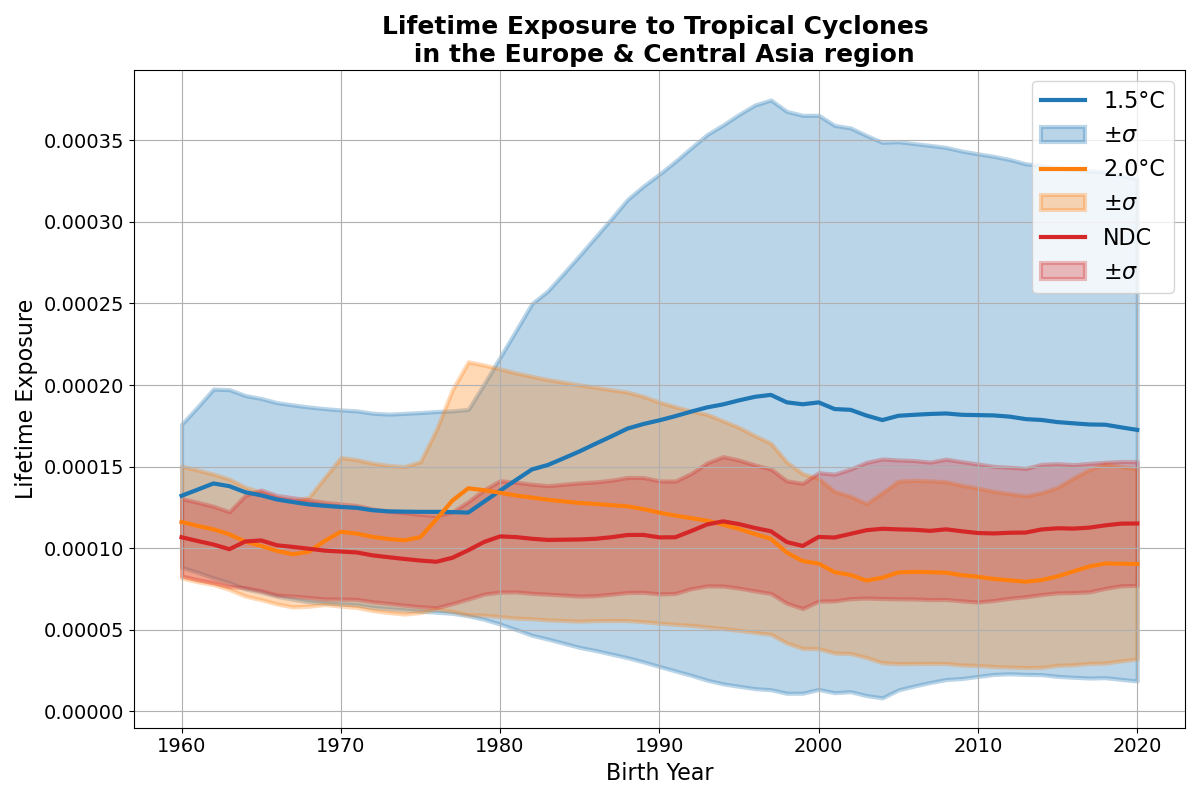 Lifetime Exposure to Tropical Cyclones
in the Europe & Central Asia region
1.5°C
±σ
2.0°C
±σ
NDC
±σ
Lifetime Exposure
0.00035
0.00030
0.00025
0.00020
0.00015
0.00010
0.00005
0.00000
1960 1970 1980 1990 2000 2010 2020
Birth Year